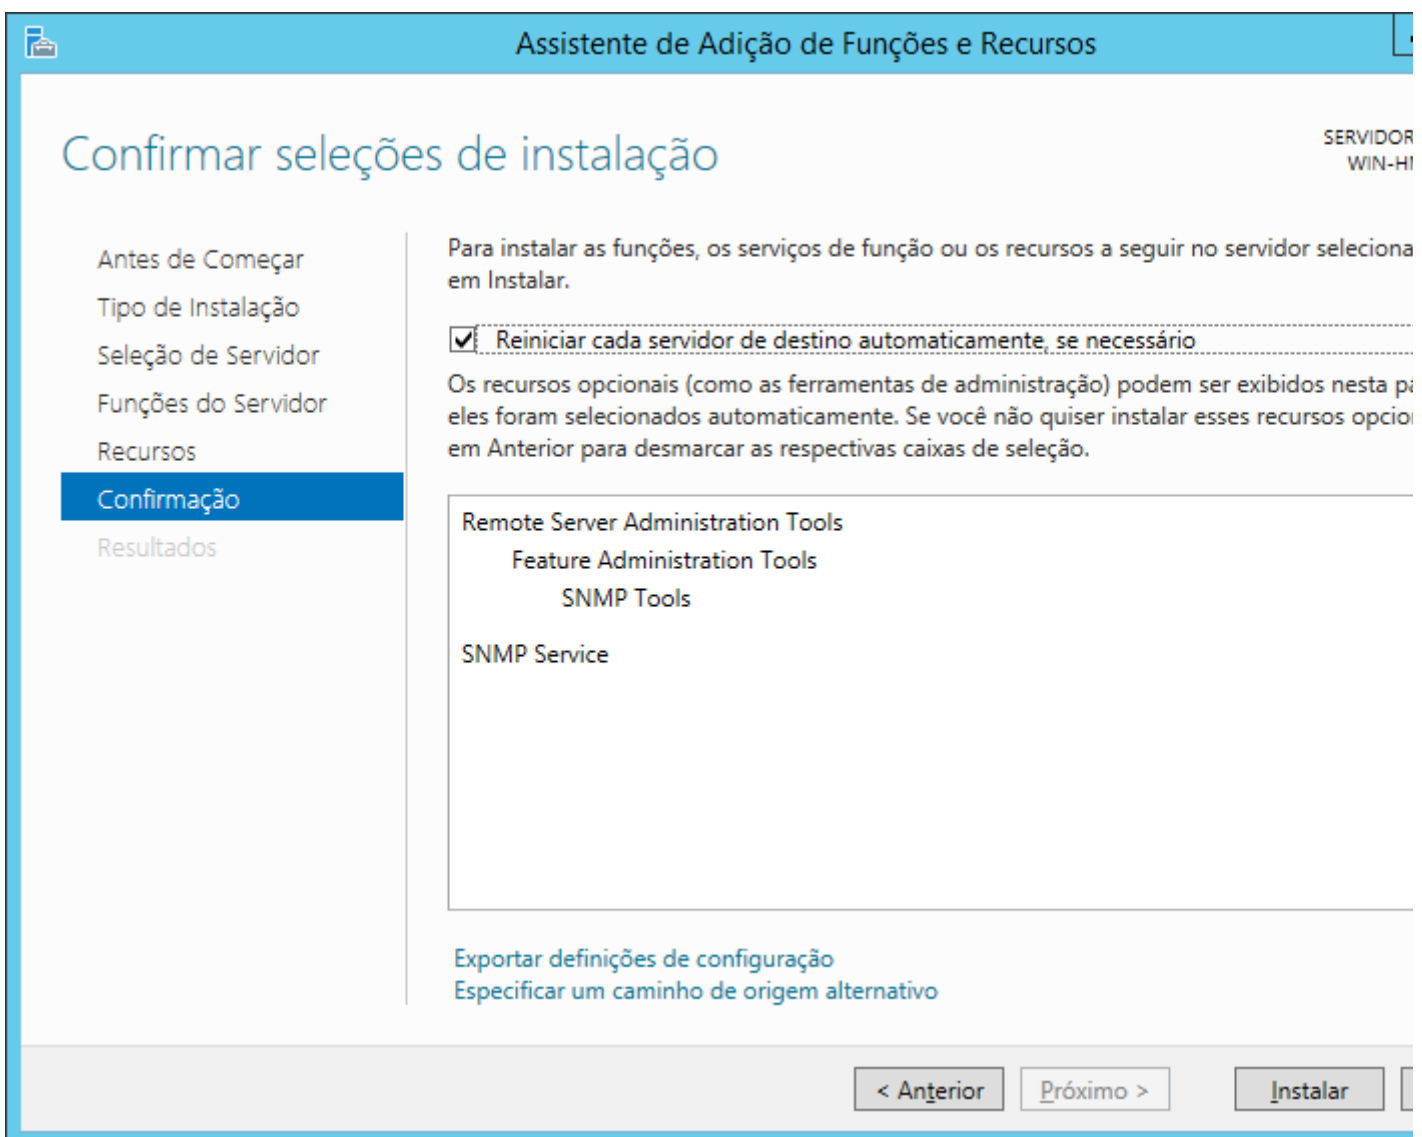 Assistente de Adição de Funções e Recursos
Confirmar seleções de instalação
SERVIDOR
WIN-HN
Antes de Começar
Tipo de Instalação
Seleção de Servidor
Funções do Servidor
Recursos
Confirmação
Resultados
Para instalar as funções, os serviços de função ou os recursos a seguir no servidor seleciona
em Instalar.
Reiniciar cada servidor de destino automaticamente, se necessário
Os recursos opcionais (como as ferramentas de administração) podem ser exibidos nesta pá
eles foram selecionados automaticamente. Se você não quiser instalar esses recursos opcion
em Anterior para desmarcar as respectivas caixas de seleção.
Remote Server Administration Tools
Feature Administration Tools
SNMP Tools
SNMP Service
Exportar definições de configuração
Especificar um caminho de origem alternativo
< Anterior
Próximo >
Instalar